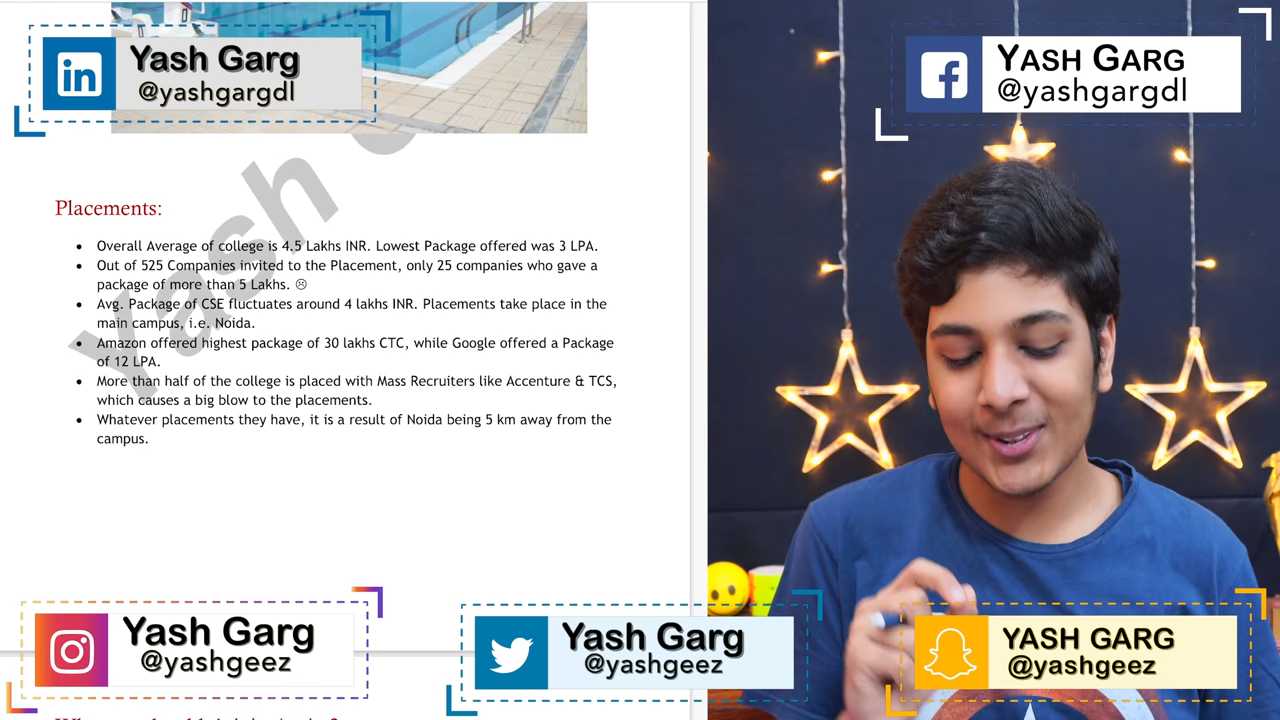 Yash Garg
@yashgargdl
YASH GARG
@yashgargdl
Yash
Placements:
• Overall Average of college is 4.5 Lakhs INR. Lowest Package offered was 3 LPA.
• Out of 525 Companies invited to the Placement, only 25 companies who gave a
package of more than 5 Lakhs. ☹
• Avg. Package of CSE fluctuates around 4 lakhs INR. Placements take place in the
main campus, i.e. Noida.
• Amazon offered highest package of 30 lakhs CTC, while Google offered a Package
of 12 LPA.
• More than half of the college is placed with Mass Recruiters like Accenture & TCS,
which causes a big blow to the placements.
• Whatever placements they have, it is a result of Noida being 5 km away from the
campus.
Yash Garg
@yashgeez
Yash Garg
@yashgeez
YASH GARG
@yashgeez